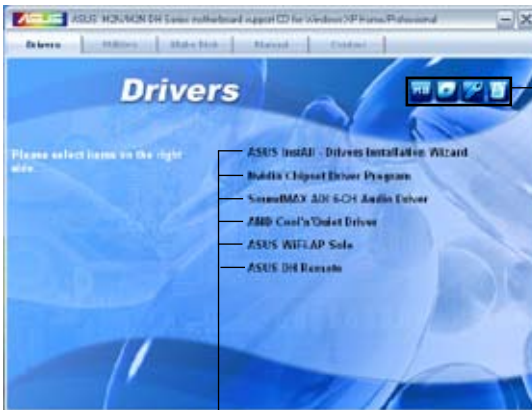 ASUS M2N/M2N DH Series motherboard support CD for Windows XP Home/Professional
Drivers Utilities Make Disk Manual Contact
Drivers
Please select items on the right
side.
ASUS InstAll - Drivers Installation Wizard
Nvidia Chipset Driver Program
SoundMAX ADI 6-CH Audio Driver
AMD Cool'n'Quiet Driver
ASUS WiFi-AP Solo
ASUS DH Remote